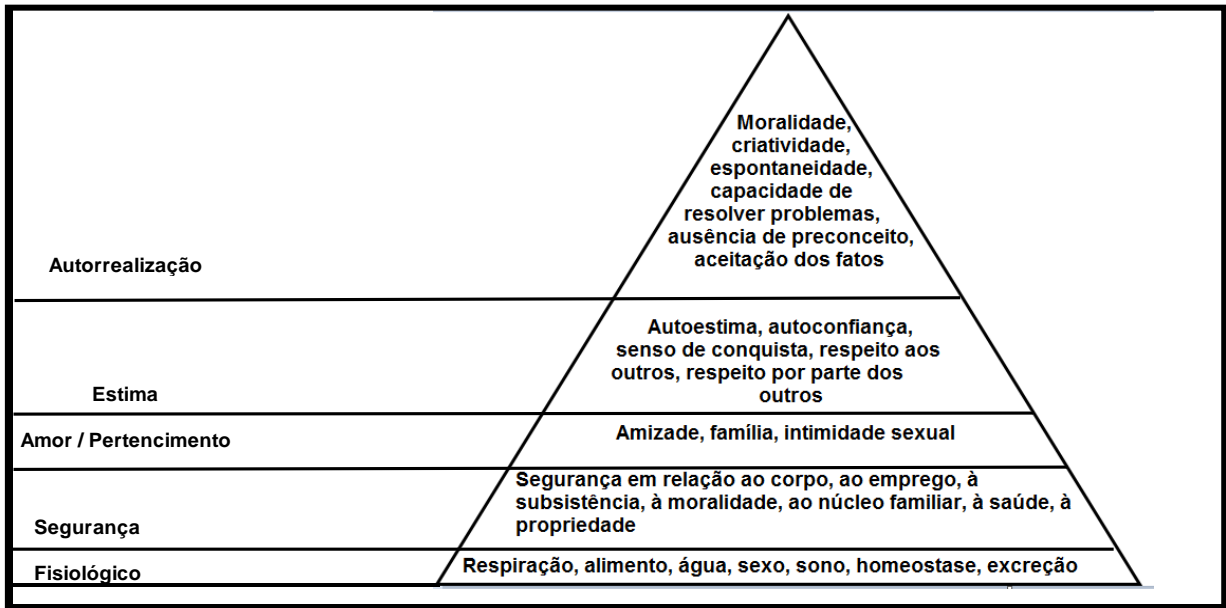 Moralidade,
criatividade,
espontaneidade,
capacidade de
resolver problemas,
ausência de preconceito,
aceitação dos fatos
Autorrealização
Autoestima, autoconfiança,
senso de conquista, respeito aos
outros, respeito por parte dos
outros
Estima
Amor / Pertencimento
Amizade, família, intimidade sexual
Segurança em relação ao corpo, ao emprego, à
subsistência, à moralidade, ao núcleo familiar, à saúde, à
propriedade
Segurança
Fisiológico
Respiração, alimento, água, sexo, sono, homeostase, excreção